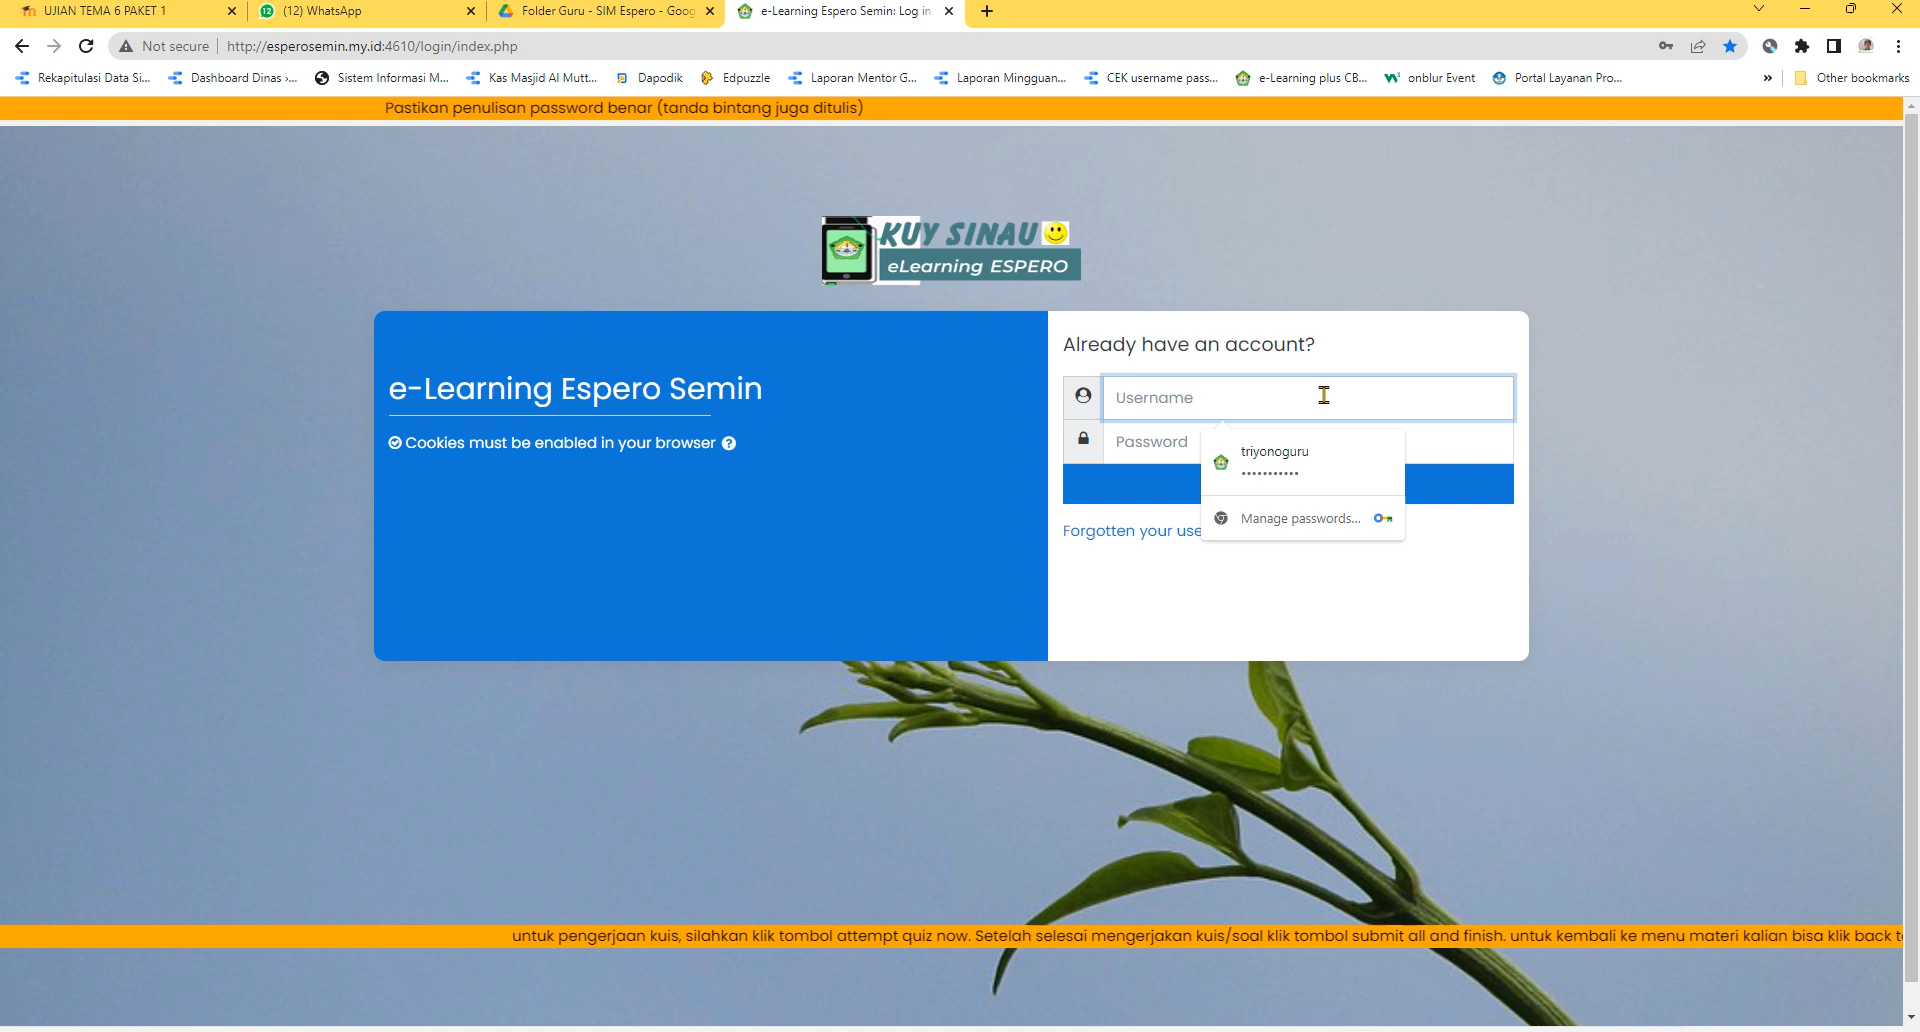 UJIAN TEMA 6 PAKET 1
12 (12) WhatsApp
Folder Guru - SIM Espero - Goog
e-Learning Espero Semin: Log in
Not secure
http://esperosemin.my.id:4610/login/index.php
Rekapitulasi Data Si...
Dashboard Dinas ›...
Sistem Informasi M...
Kas Masjid Al Mutt...
Dapodik
Edpuzzle
Laporan Mentor G...
Laporan Mingguan...
CEK username pass...
e-Learning plus CB...
onblur Event
Portal Layanan Pro...
»
Other bookmarks
Pastikan penulisan password benar (tanda bintang juga ditulis)
KUY SINAU
eLearning ESPERO
e-Learning Espero Semin
Cookies must be enabled in your browser
Already have an account?
Username
Password
triyonoguru
•••••••••••
Manage passwords...
Forgotten your use
untuk pengerjaan kuis, silahkan klik tombol attempt quiz now. Setelah selesai mengerjakan kuis/soal klik tombol submit all and finish. untuk kembali ke menu materi kalian bisa klik back t